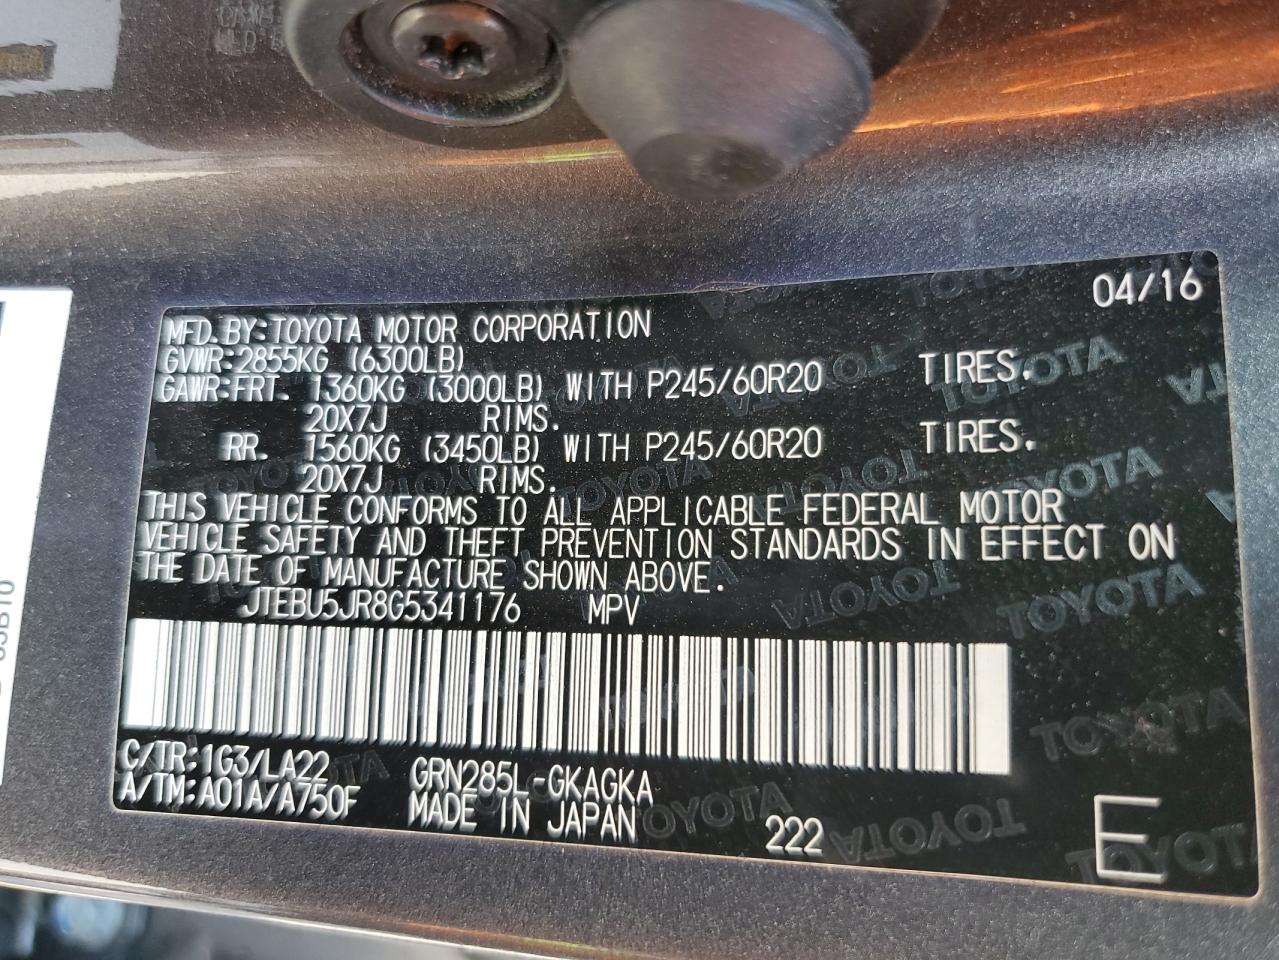 04/16
MFD.BY:TOYOTA MOTOR CORPORATION
GVWR:2855KG (6300LB)
GAWR:FRT. 1360KG (3000LB) WITH P245/60R20 TIRES.
20X7J RIMS.
RR. 1560KG (3450LB) WITH P245/60R20 TIRES.
20X7J RIMS.
THIS VEHICLE CONFORMS TO ALL APPLICABLE FEDERAL MOTOR
VEHICLE SAFETY AND THEFT PREVENTION STANDARDS IN EFFECT ON
THE DATE OF MANUFACTURE SHOWN ABOVE.
JTEBU5JR8G5341176 MPV
C/TR:1G3/LA22 GRN285L-GKAGKA
A/TM:A01A/A750F MADE IN JAPAN 222
E